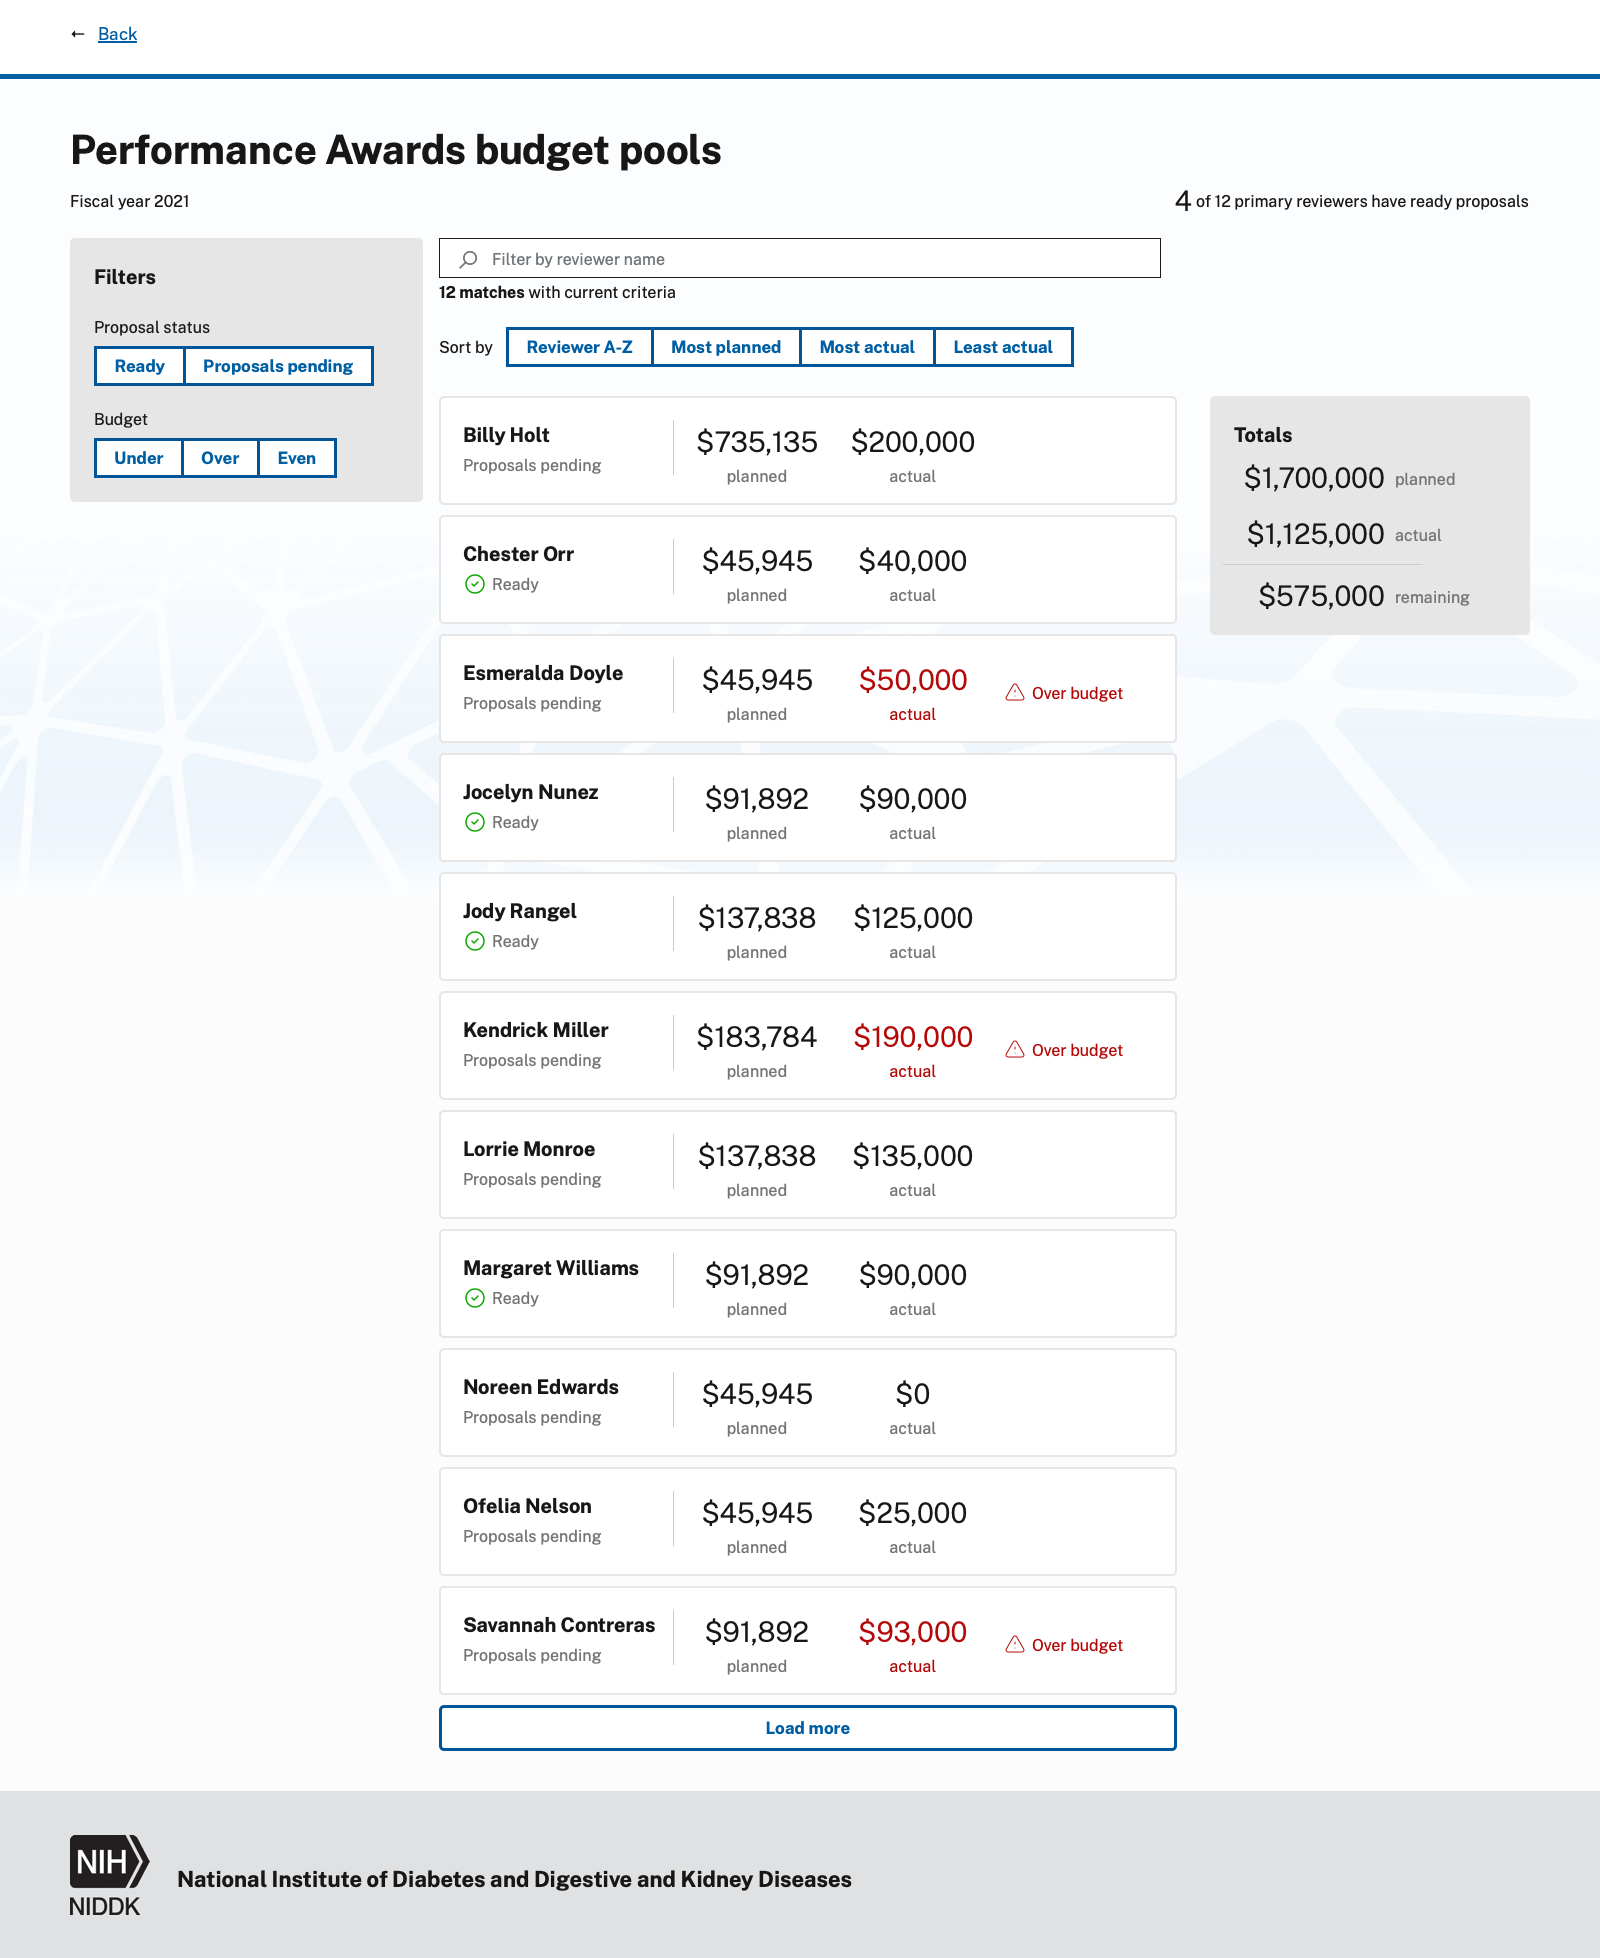 ← Back
Performance Awards budget pools
Fiscal year 2021
4 of 12 primary reviewers have ready proposals
Filters
Proposal status
Ready
Proposals pending
Budget
Under
Over
Even
Filter by reviewer name
12 matches with current criteria
Sort by
Reviewer A-Z
Most planned
Most actual
Least actual
Billy Holt
Proposals pending
$735,135
planned
$200,000
actual
Chester Orr
Ready
$45,945
planned
$40,000
actual
Esmeralda Doyle
Proposals pending
$45,945
planned
$50,000
actual
Over budget
Jocelyn Nunez
Ready
$91,892
planned
$90,000
actual
Jody Rangel
Ready
$137,838
planned
$125,000
actual
Kendrick Miller
Proposals pending
$183,784
planned
$190,000
actual
Over budget
Lorrie Monroe
Proposals pending
$137,838
planned
$135,000
actual
Margaret Williams
Ready
$91,892
planned
$90,000
actual
Noreen Edwards
Proposals pending
$45,945
planned
$0
actual
Ofelia Nelson
Proposals pending
$45,945
planned
$25,000
actual
Savannah Contreras
Proposals pending
$91,892
planned
$93,000
actual
Over budget
Load more
Totals
$1,700,000 planned
$1,125,000 actual
$575,000 remaining
NIH
NIDDK
National Institute of Diabetes and Digestive and Kidney Diseases